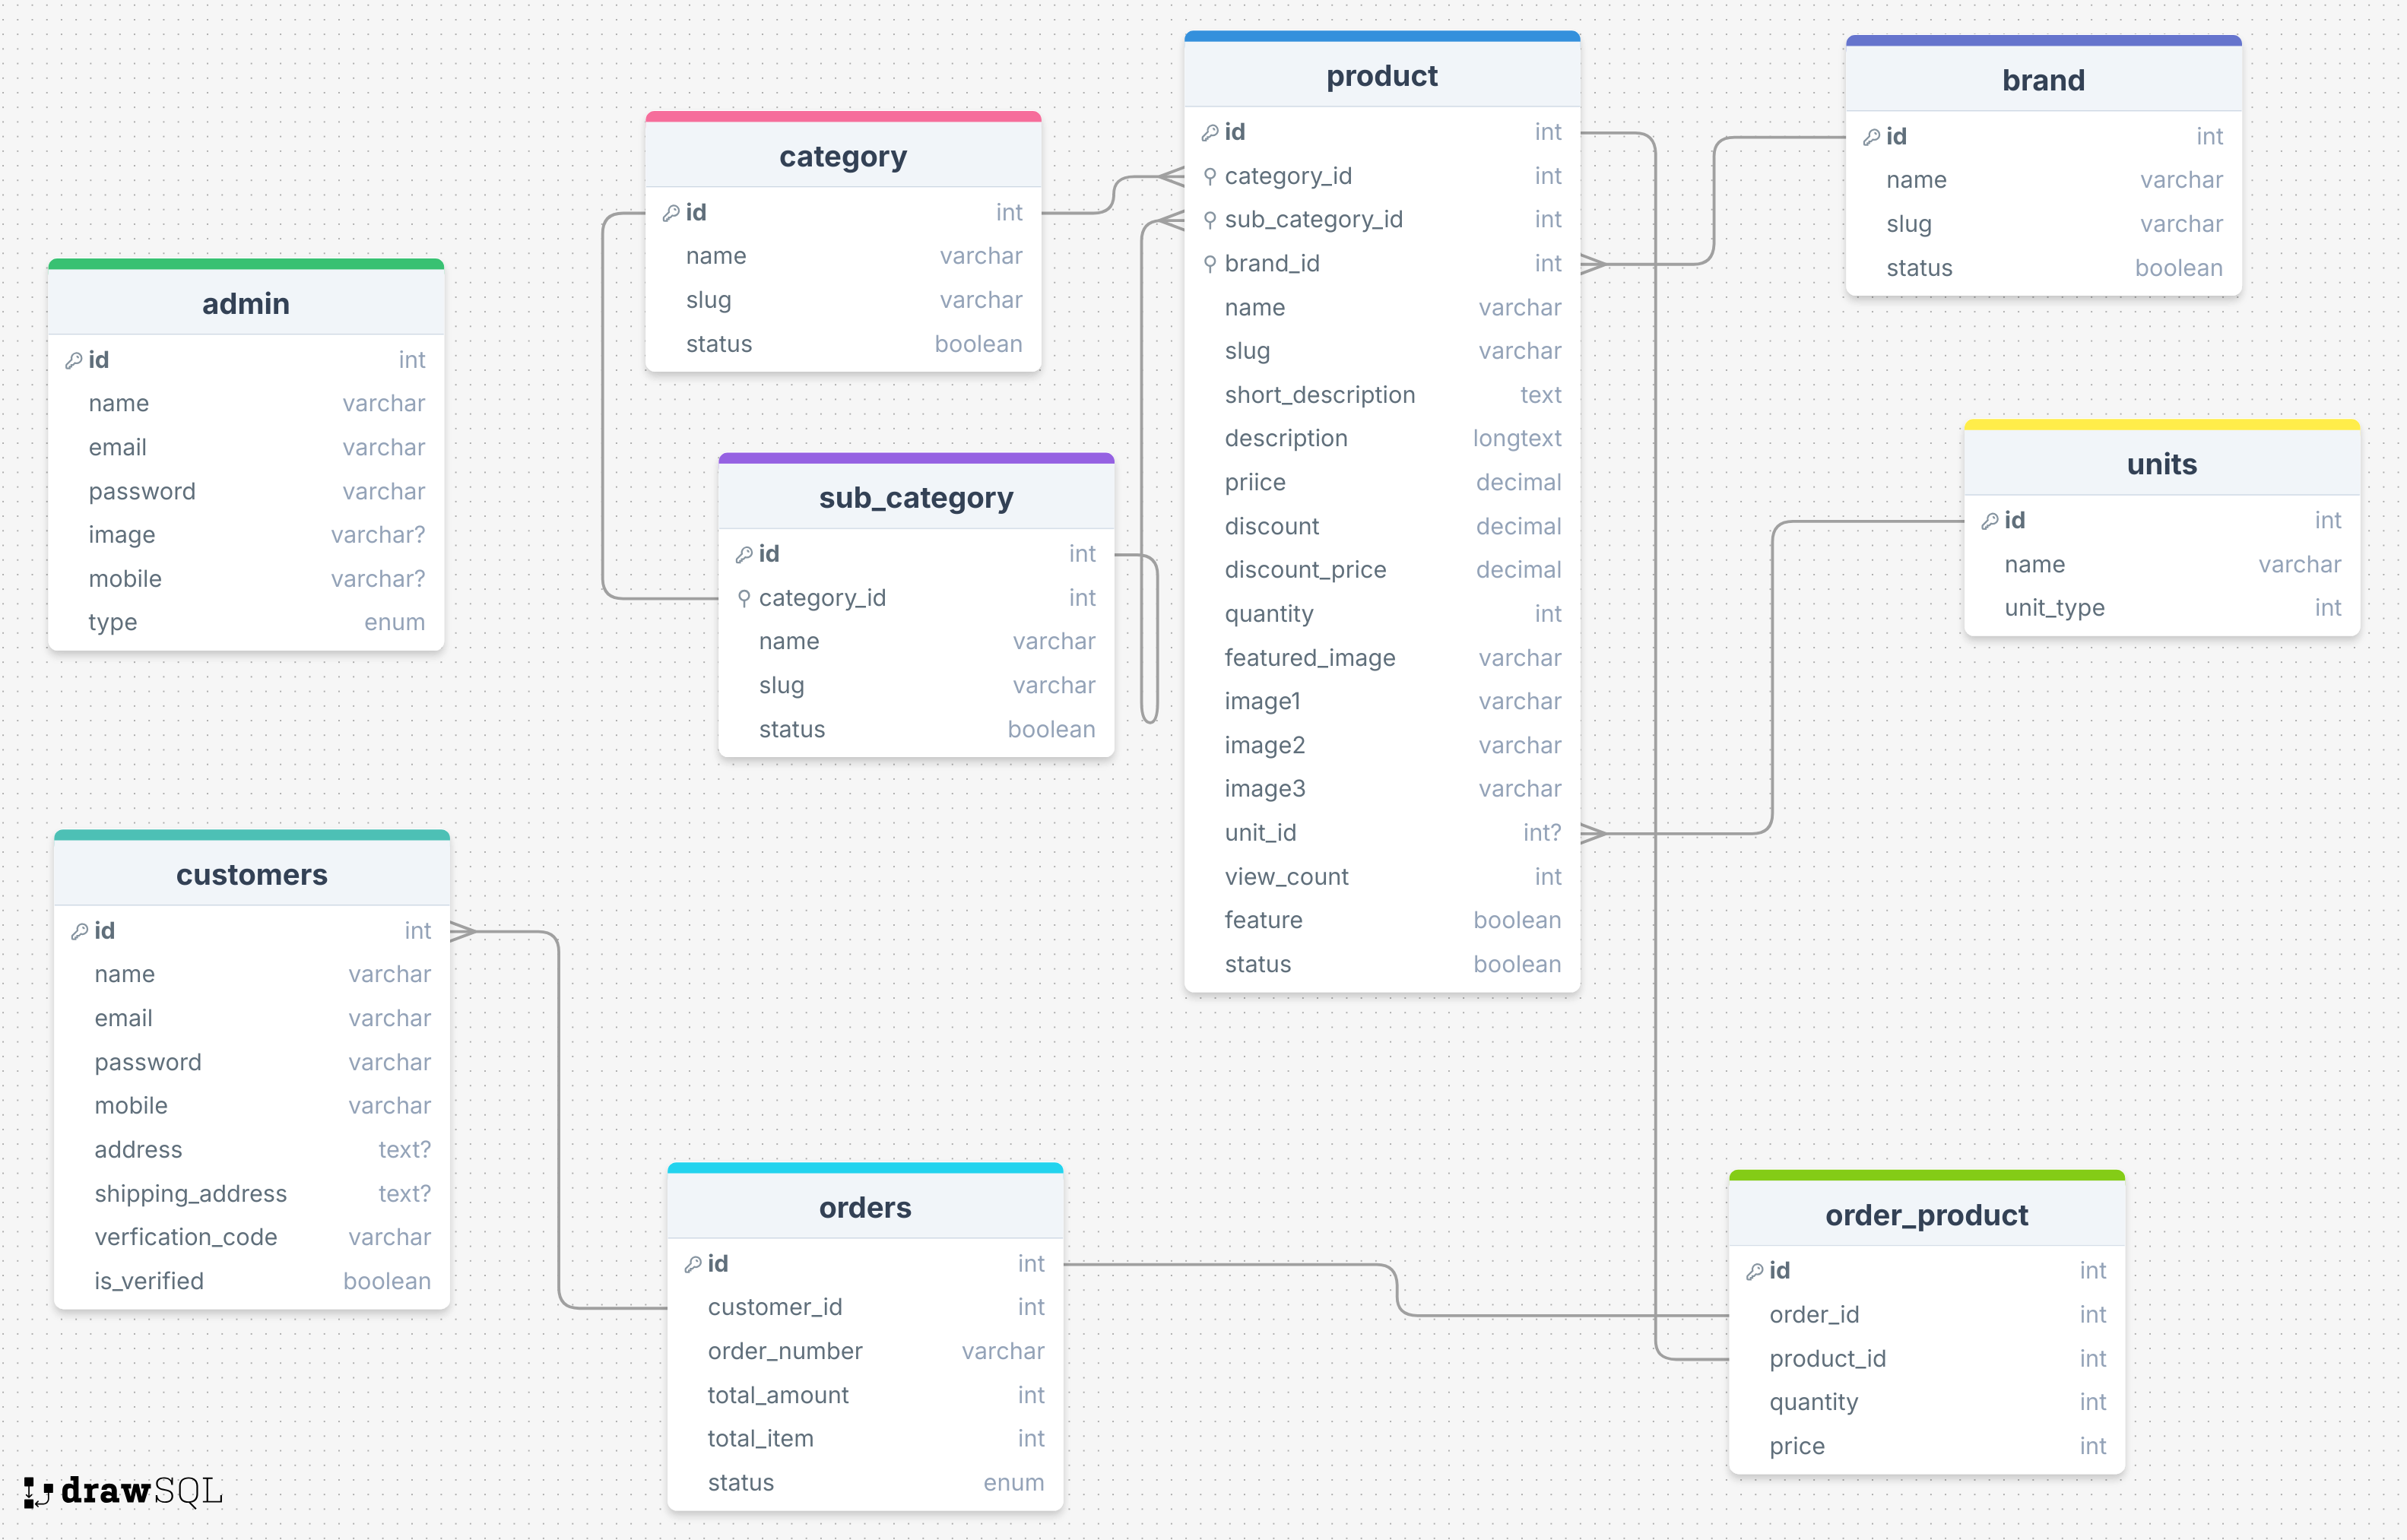 product
id int
category_id int
sub_category_id int
brand_id int
name varchar
slug varchar
short_description text
description longtext
priice decimal
discount decimal
discount_price decimal
quantity int
featured_image varchar
image1 varchar
image2 varchar
image3 varchar
unit_id int?
view_count int
feature boolean
status boolean
brand
id int
name varchar
slug varchar
status boolean
category
id int
name varchar
slug varchar
status boolean
admin
id int
name varchar
email varchar
password varchar
image varchar?
mobile varchar?
type enum
sub_category
id int
category_id int
name varchar
slug varchar
status boolean
units
id int
name varchar
unit_type int
customers
id int
name varchar
email varchar
password varchar
mobile varchar
address text?
shipping_address text?
verfication_code varchar
is_verified boolean
orders
id int
customer_id int
order_number varchar
total_amount int
total_item int
status enum
order_product
id int
order_id int
product_id int
quantity int
price int
drawSQL